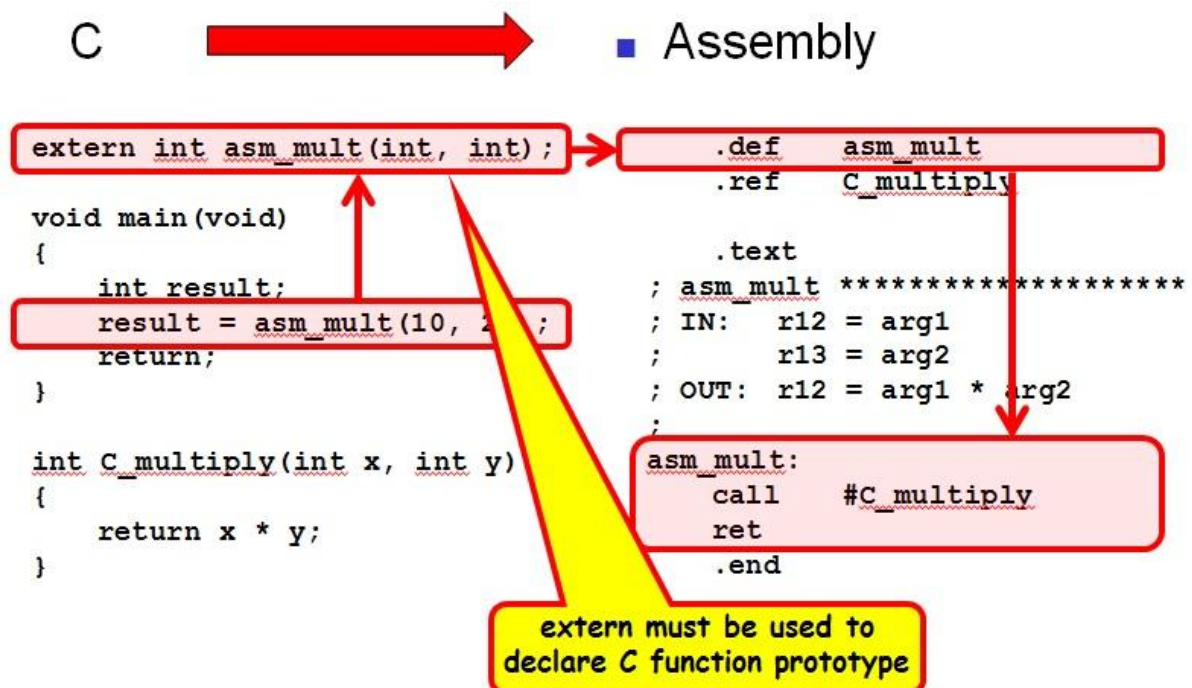 C
Assembly
extern int asm_mult(int, int);
void main(void)
{
int result;
result = asm_mult(10, 2 ;
return;
}
int C_multiply(int x, int y)
{
return x * y;
}
.def asm_mult
.ref C_multiply
.text
; asm_mult ********************
; IN: r12 = arg1
; r13 = arg2
; OUT: r12 = arg1 * arg2
;
asm_mult:
call #C_multiply
ret
.end
extern must be used to
declare C function prototype